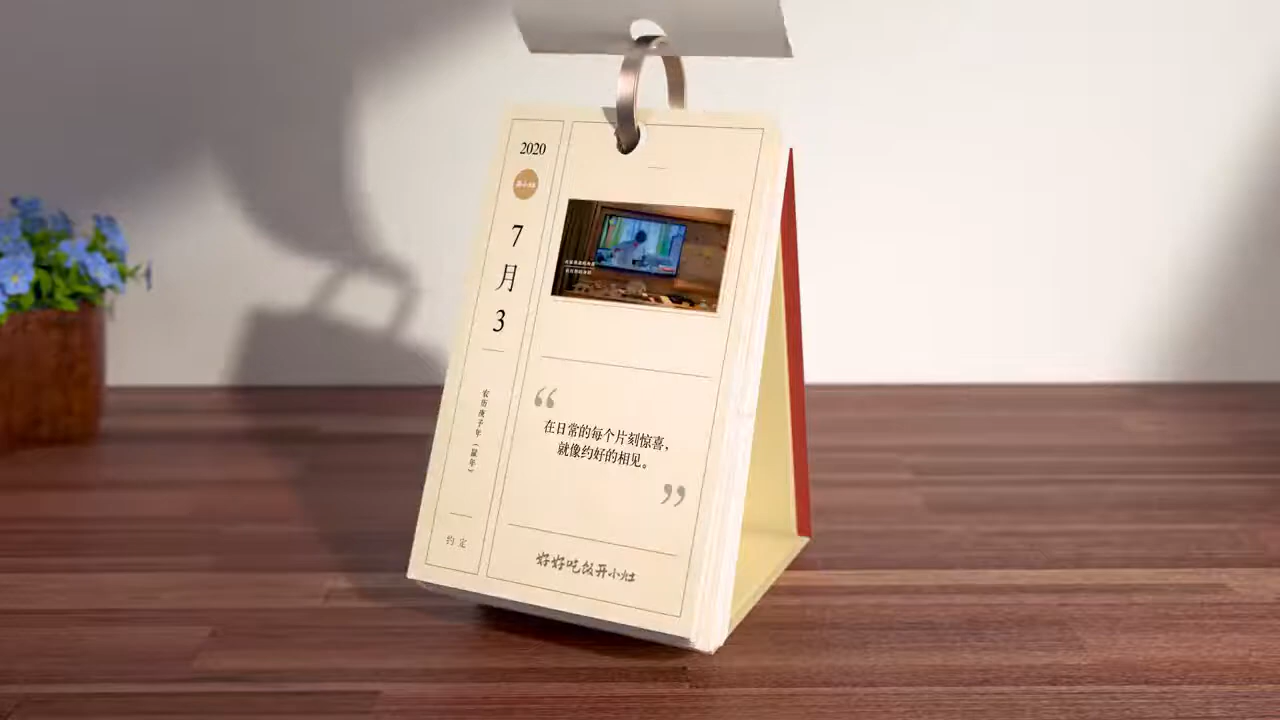 2020
7
月
3
农历庚子年(鼠年)
约定
“
在日常的每个片刻惊喜,
就像约好的相见。
”
好好吃饭开小灶